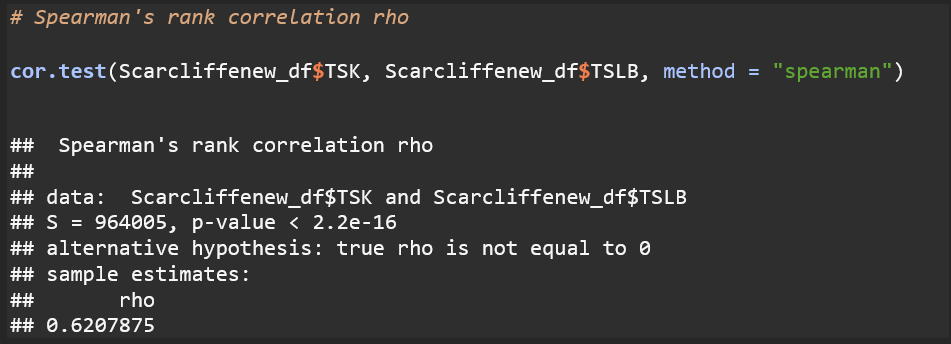 # Spearman's rank correlation rho
cor.test(Scarcliffenew_df$TSK, Scarcliffenew_df$TSLB, method = "spearman")
##  Spearman's rank correlation rho
##
## data:  Scarcliffenew_df$TSK and Scarcliffenew_df$TSLB
## S = 964005, p-value < 2.2e-16
## alternative hypothesis: true rho is not equal to 0
## sample estimates:
##       rho
## 0.6207875